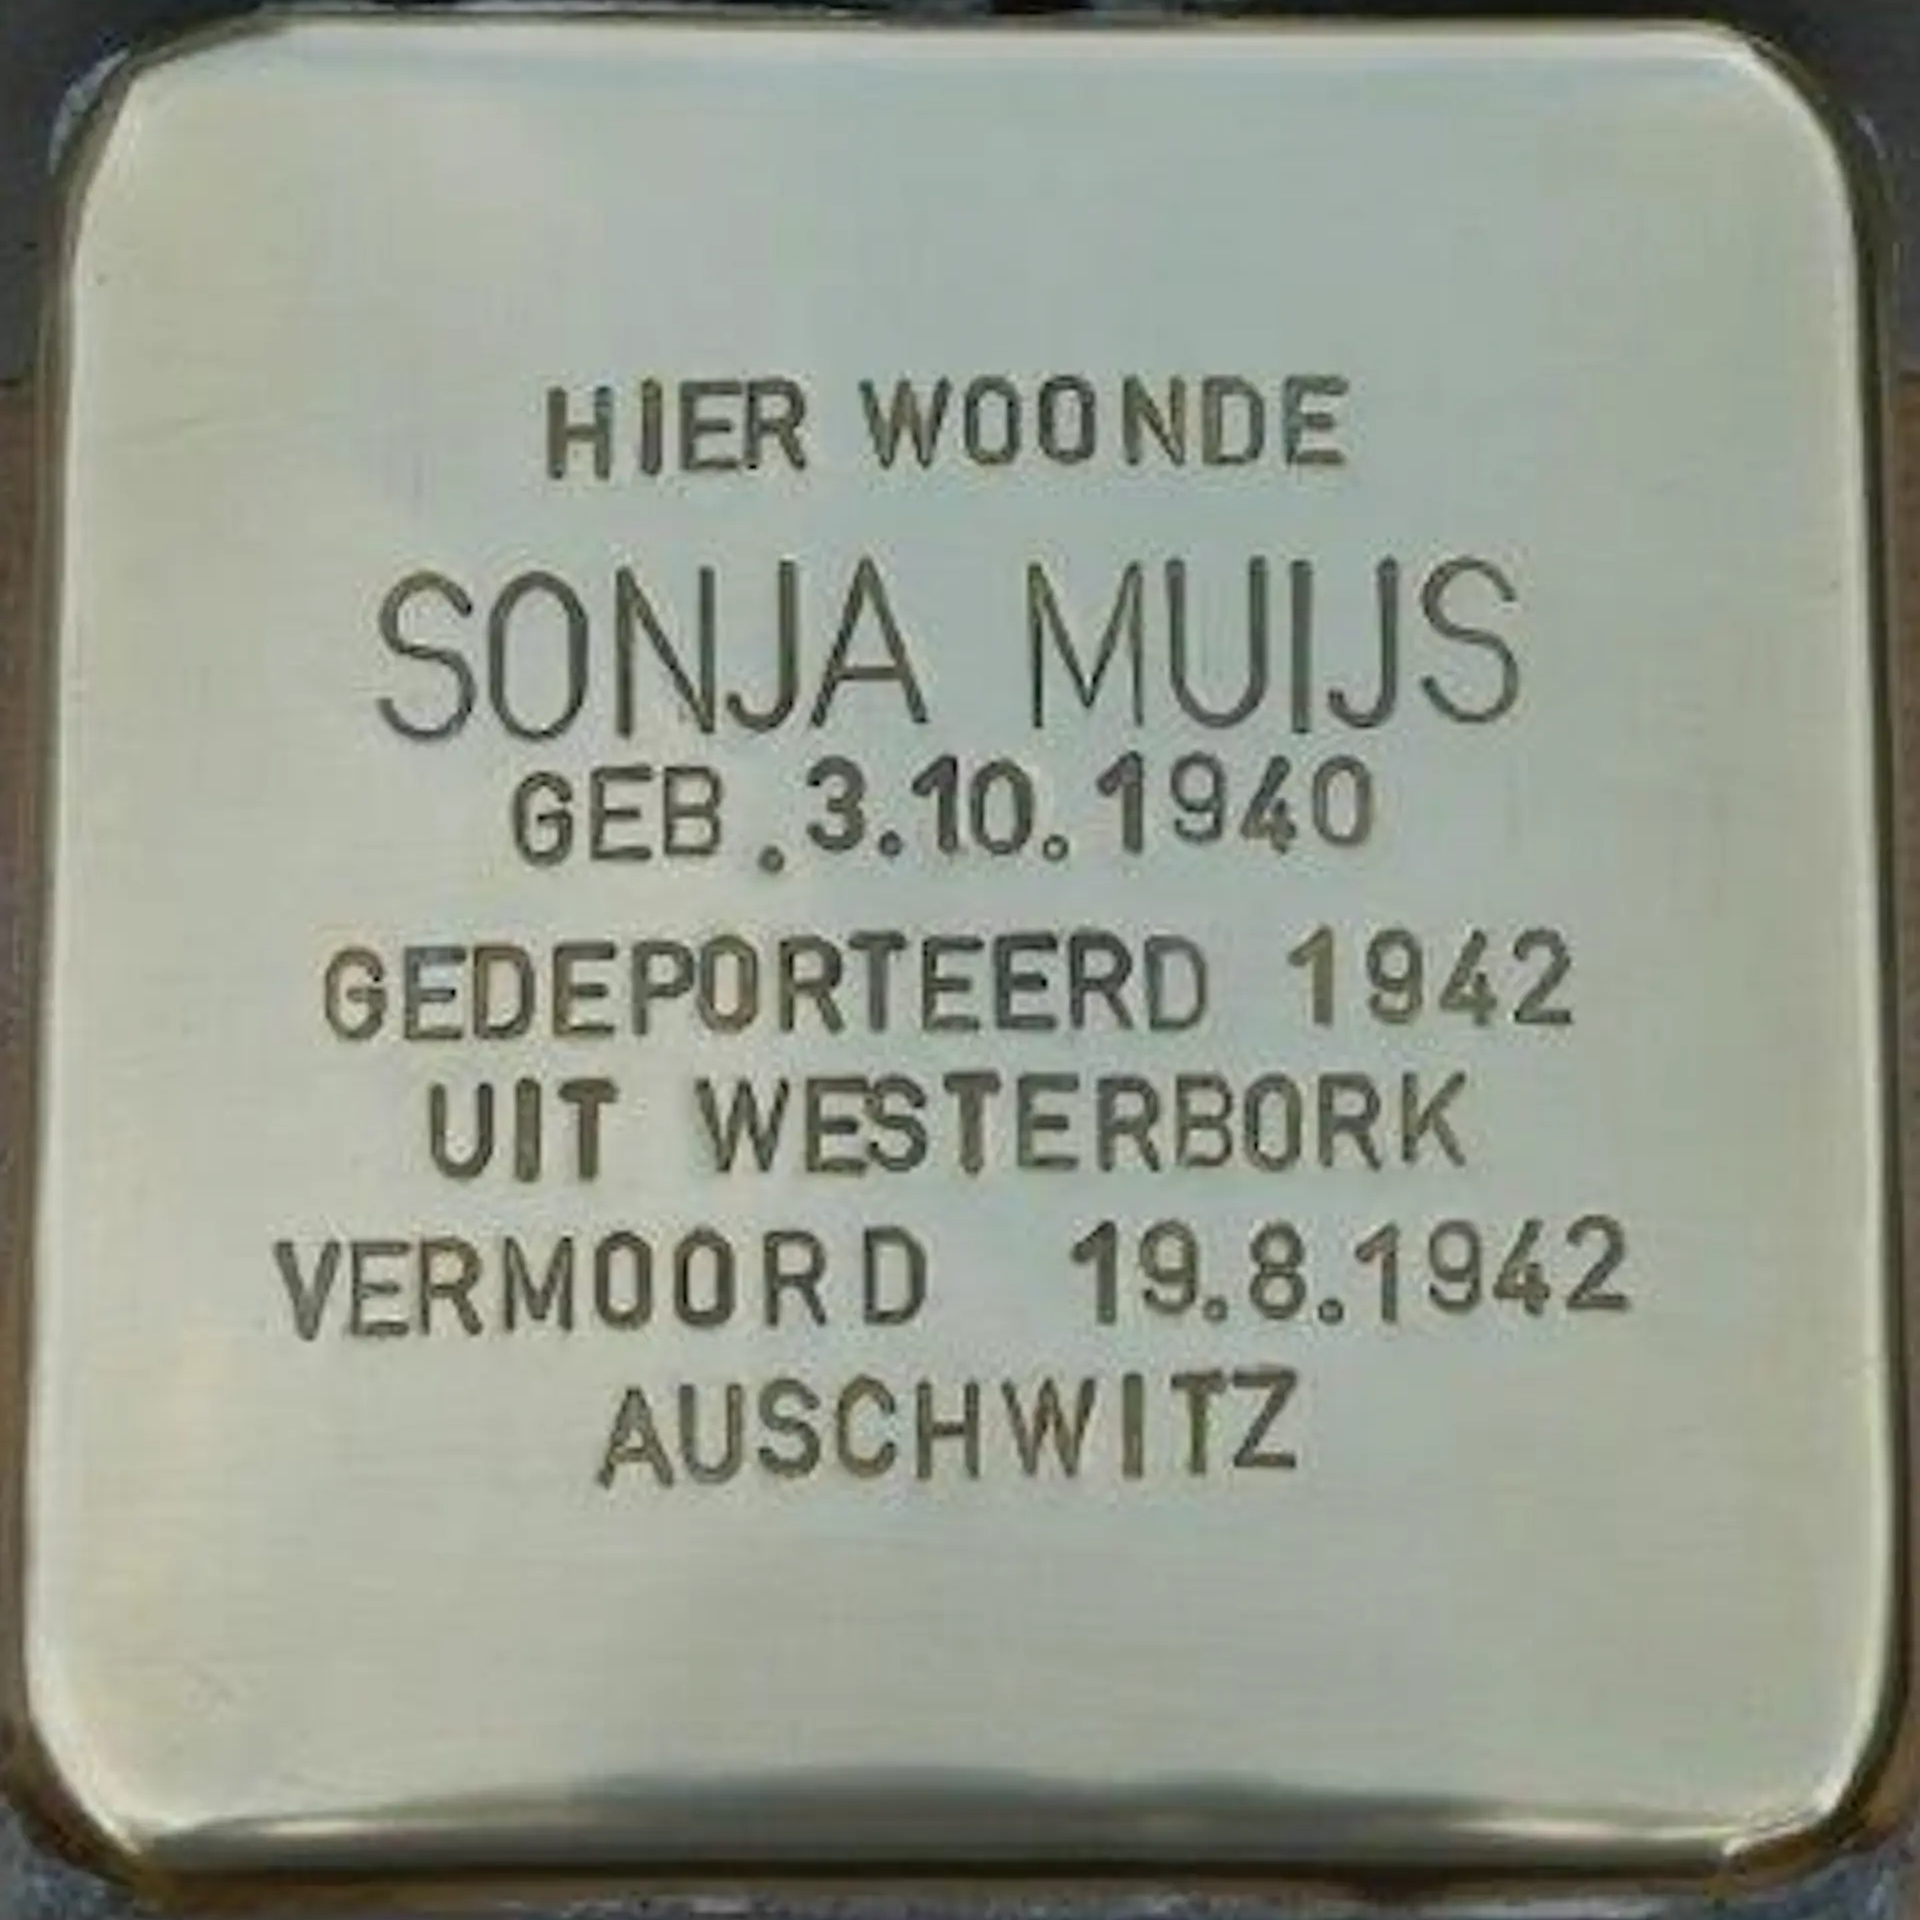 HIER WOONDE
SONJA MUIJS
GEB.3.10.1940
GEDEPORTEERD 1942
UIT WESTERBORK
VERMOORD 19.8.1942
AUSCHWITZ